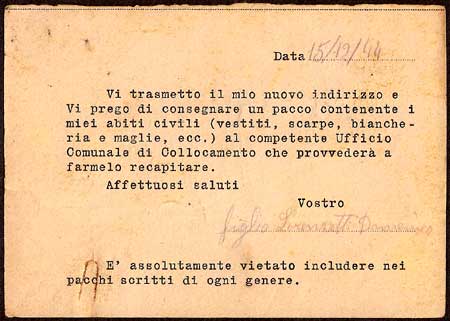 Data 15/12/44
Vi trasmetto il mio nuovo indirizzo e
Vi prego di consegnare un pacco contenente i
miei abiti civili (vestiti, scarpe, bianche-
ria e maglie, ecc.) al competente Ufficio
Comunale di Collocamento che provvederà a
farmelo recapitare.
Affettuosi saluti
Vostro
figlio Domenico
E' assolutamente vietato includere nei
pacchi scritti di ogni genere.